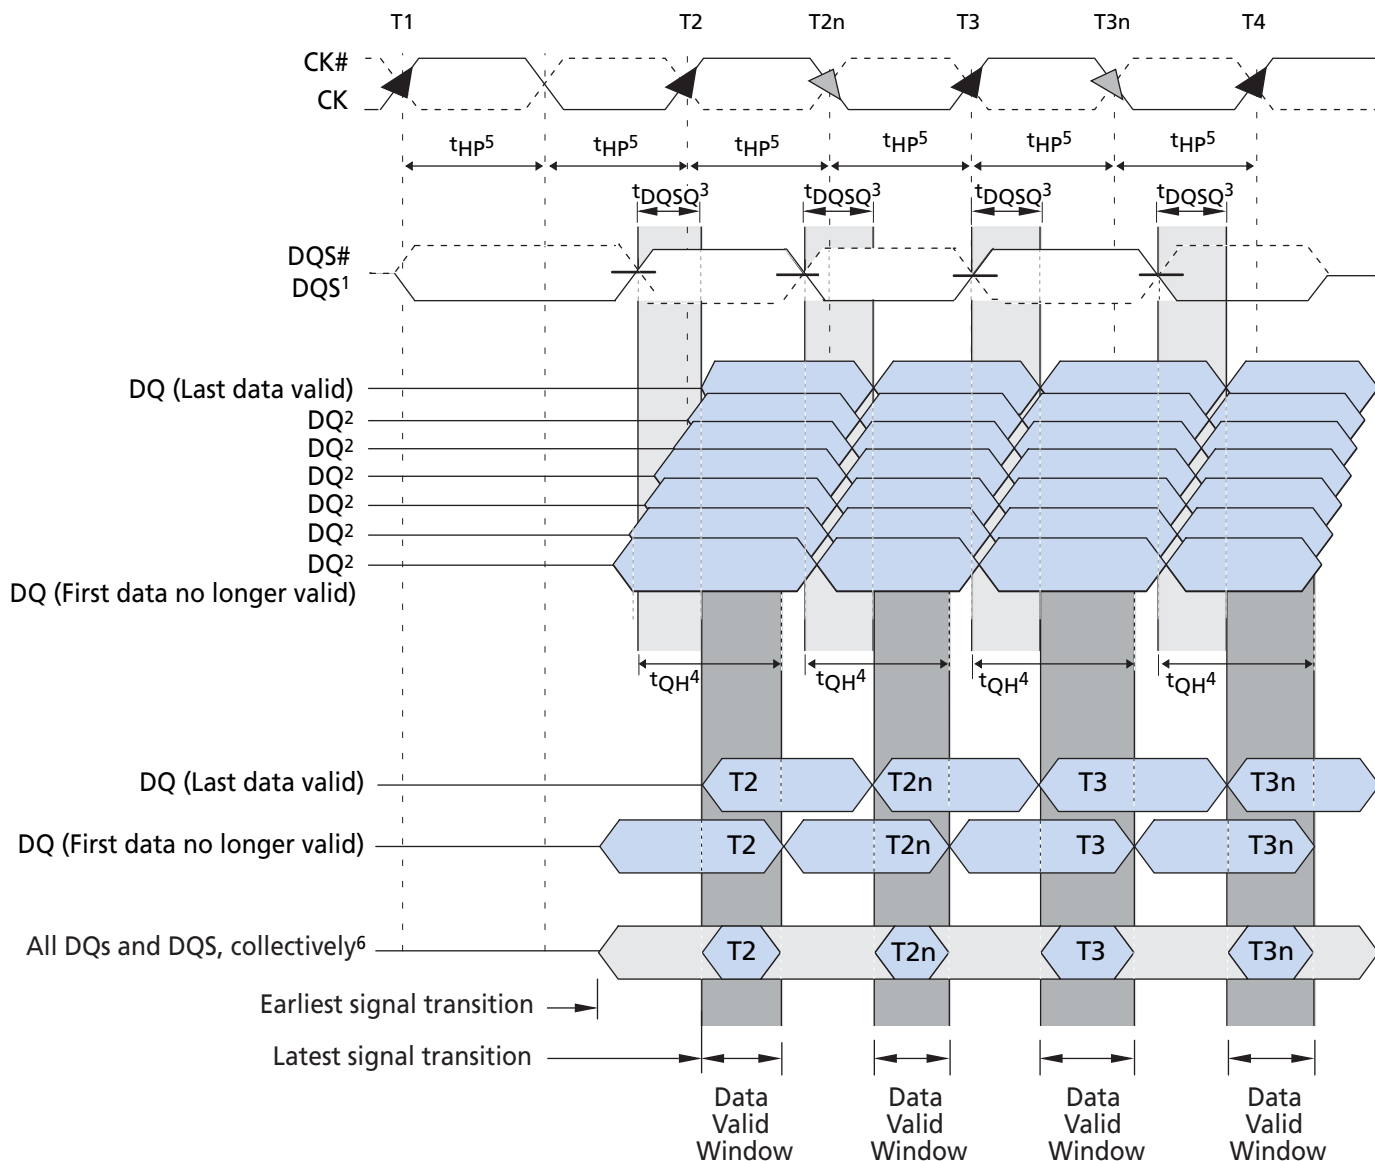 T1 T2 T2n T3 T3n T4
CK#
CK
tHP5 tHP5 tHP5 tHP5 tHP5 tHP5
tDQSQ3 tDQSQ3 tDQSQ3 tDQSQ3
DQS#
DQS1
DQ (Last data valid)
DQ2
DQ2
DQ2
DQ2
DQ2
DQ2
DQ (First data no longer valid)
tQH4 tQH4 tQH4 tQH4
DQ (Last data valid) T2 T2n T3 T3n
DQ (First data no longer valid) T2 T2n T3 T3n
All DQs and DQS, collectively6 T2 T2n T3 T3n
Earliest signal transition
Latest signal transition
Data Data Data Data
Valid Valid Valid Valid
Window Window Window Window